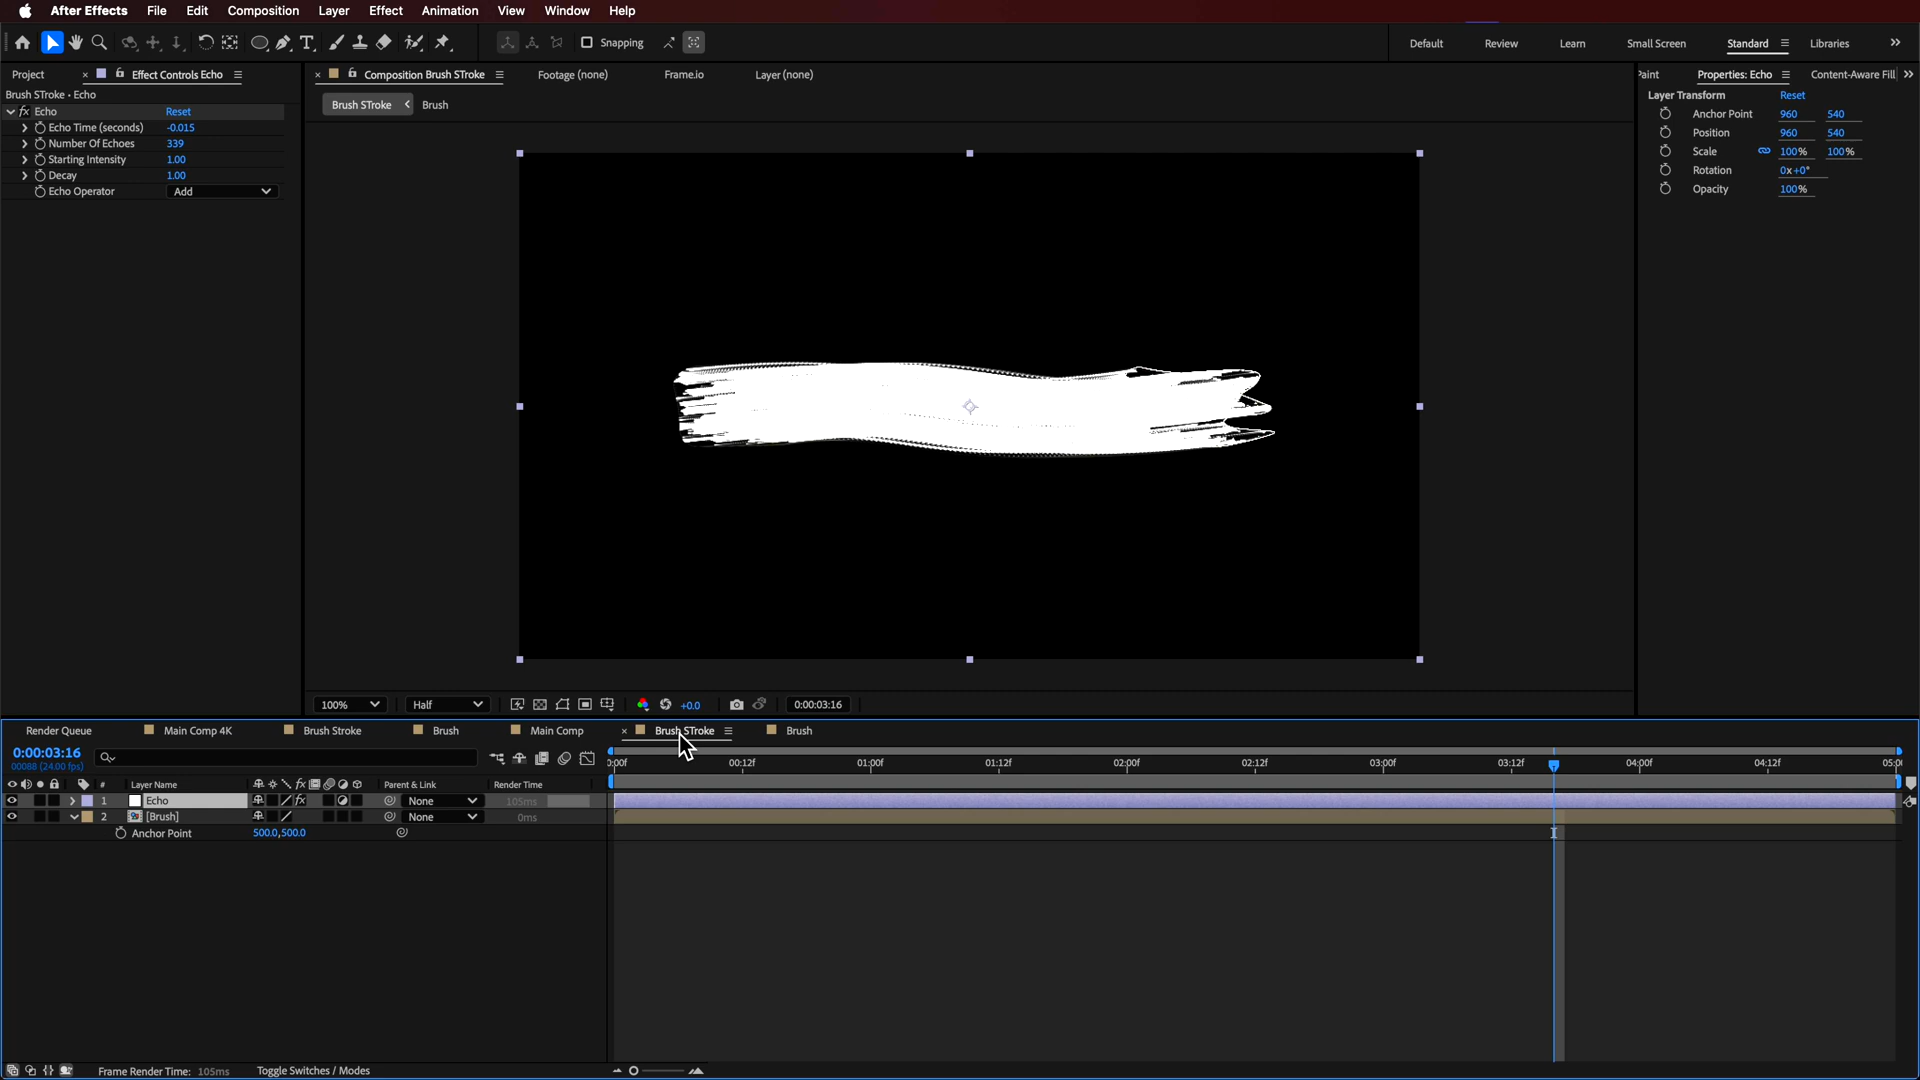 After Effects File Edit Composition Layer Effect Animation View Window Help
Snapping Default Review Learn Small Screen Standard Libraries
Project Effect Controls Echo Composition Brush STroke Footage (none) Frame.io Layer (none) Paint Properties: Echo Content-Aware Fill
Brush STroke • Echo
Brush STroke Brush
fx Echo Reset
Echo Time (seconds) -0.015
Number Of Echoes 339
Starting Intensity 1.00
Decay 1.00
Echo Operator Add
Layer Transform Reset
Anchor Point 960 540
Position 960 540
Scale 100% 100%
Rotation 0x+0°
Opacity 100%
100% Half +0.0 0:00:03:16
Render Queue Main Comp 4K Brush Stroke Brush Main Comp Brush STroke Brush
0:00:03:16
00088 (24.00 fps)
00:12f 01:00f 01:12f 02:00f 02:12f 03:00f 03:12f 04:00f 04:12f
# Layer Name fx Parent & Link Render Time
1 Echo fx None 105ms
2 [Brush] None 0ms
Anchor Point 500.0,500.0
Frame Render Time: 105ms Toggle Switches / Modes